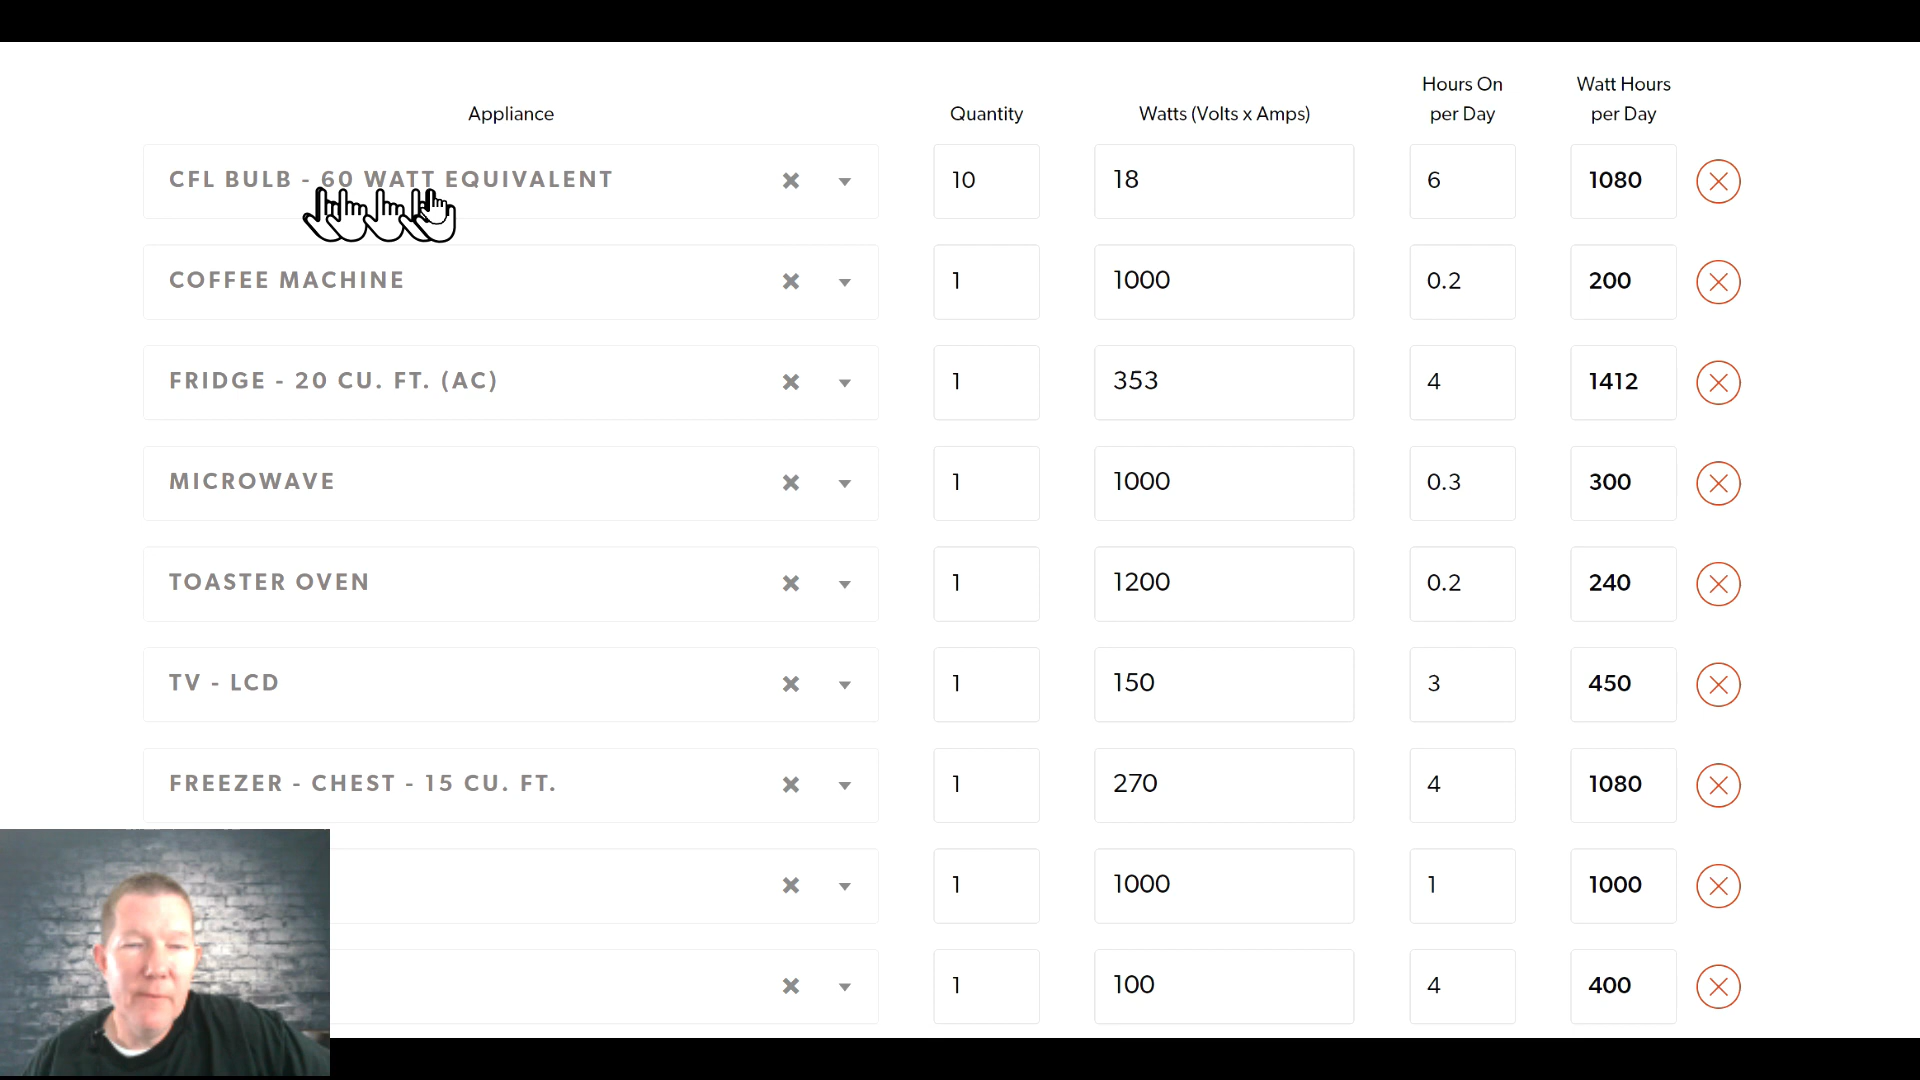 Appliance Quantity Watts (Volts x Amps) Hours On per Day Watt Hours per Day
CFL BULB - 60 WATT EQUIVALENT 10 18 6 1080
COFFEE MACHINE 1 1000 0.2 200
FRIDGE - 20 CU. FT. (AC) 1 353 4 1412
MICROWAVE 1 1000 0.3 300
TOASTER OVEN 1 1200 0.2 240
TV - LCD 1 150 3 450
FREEZER - CHEST - 15 CU. FT. 1 270 4 1080
1 1000 1 1000
1 100 4 400